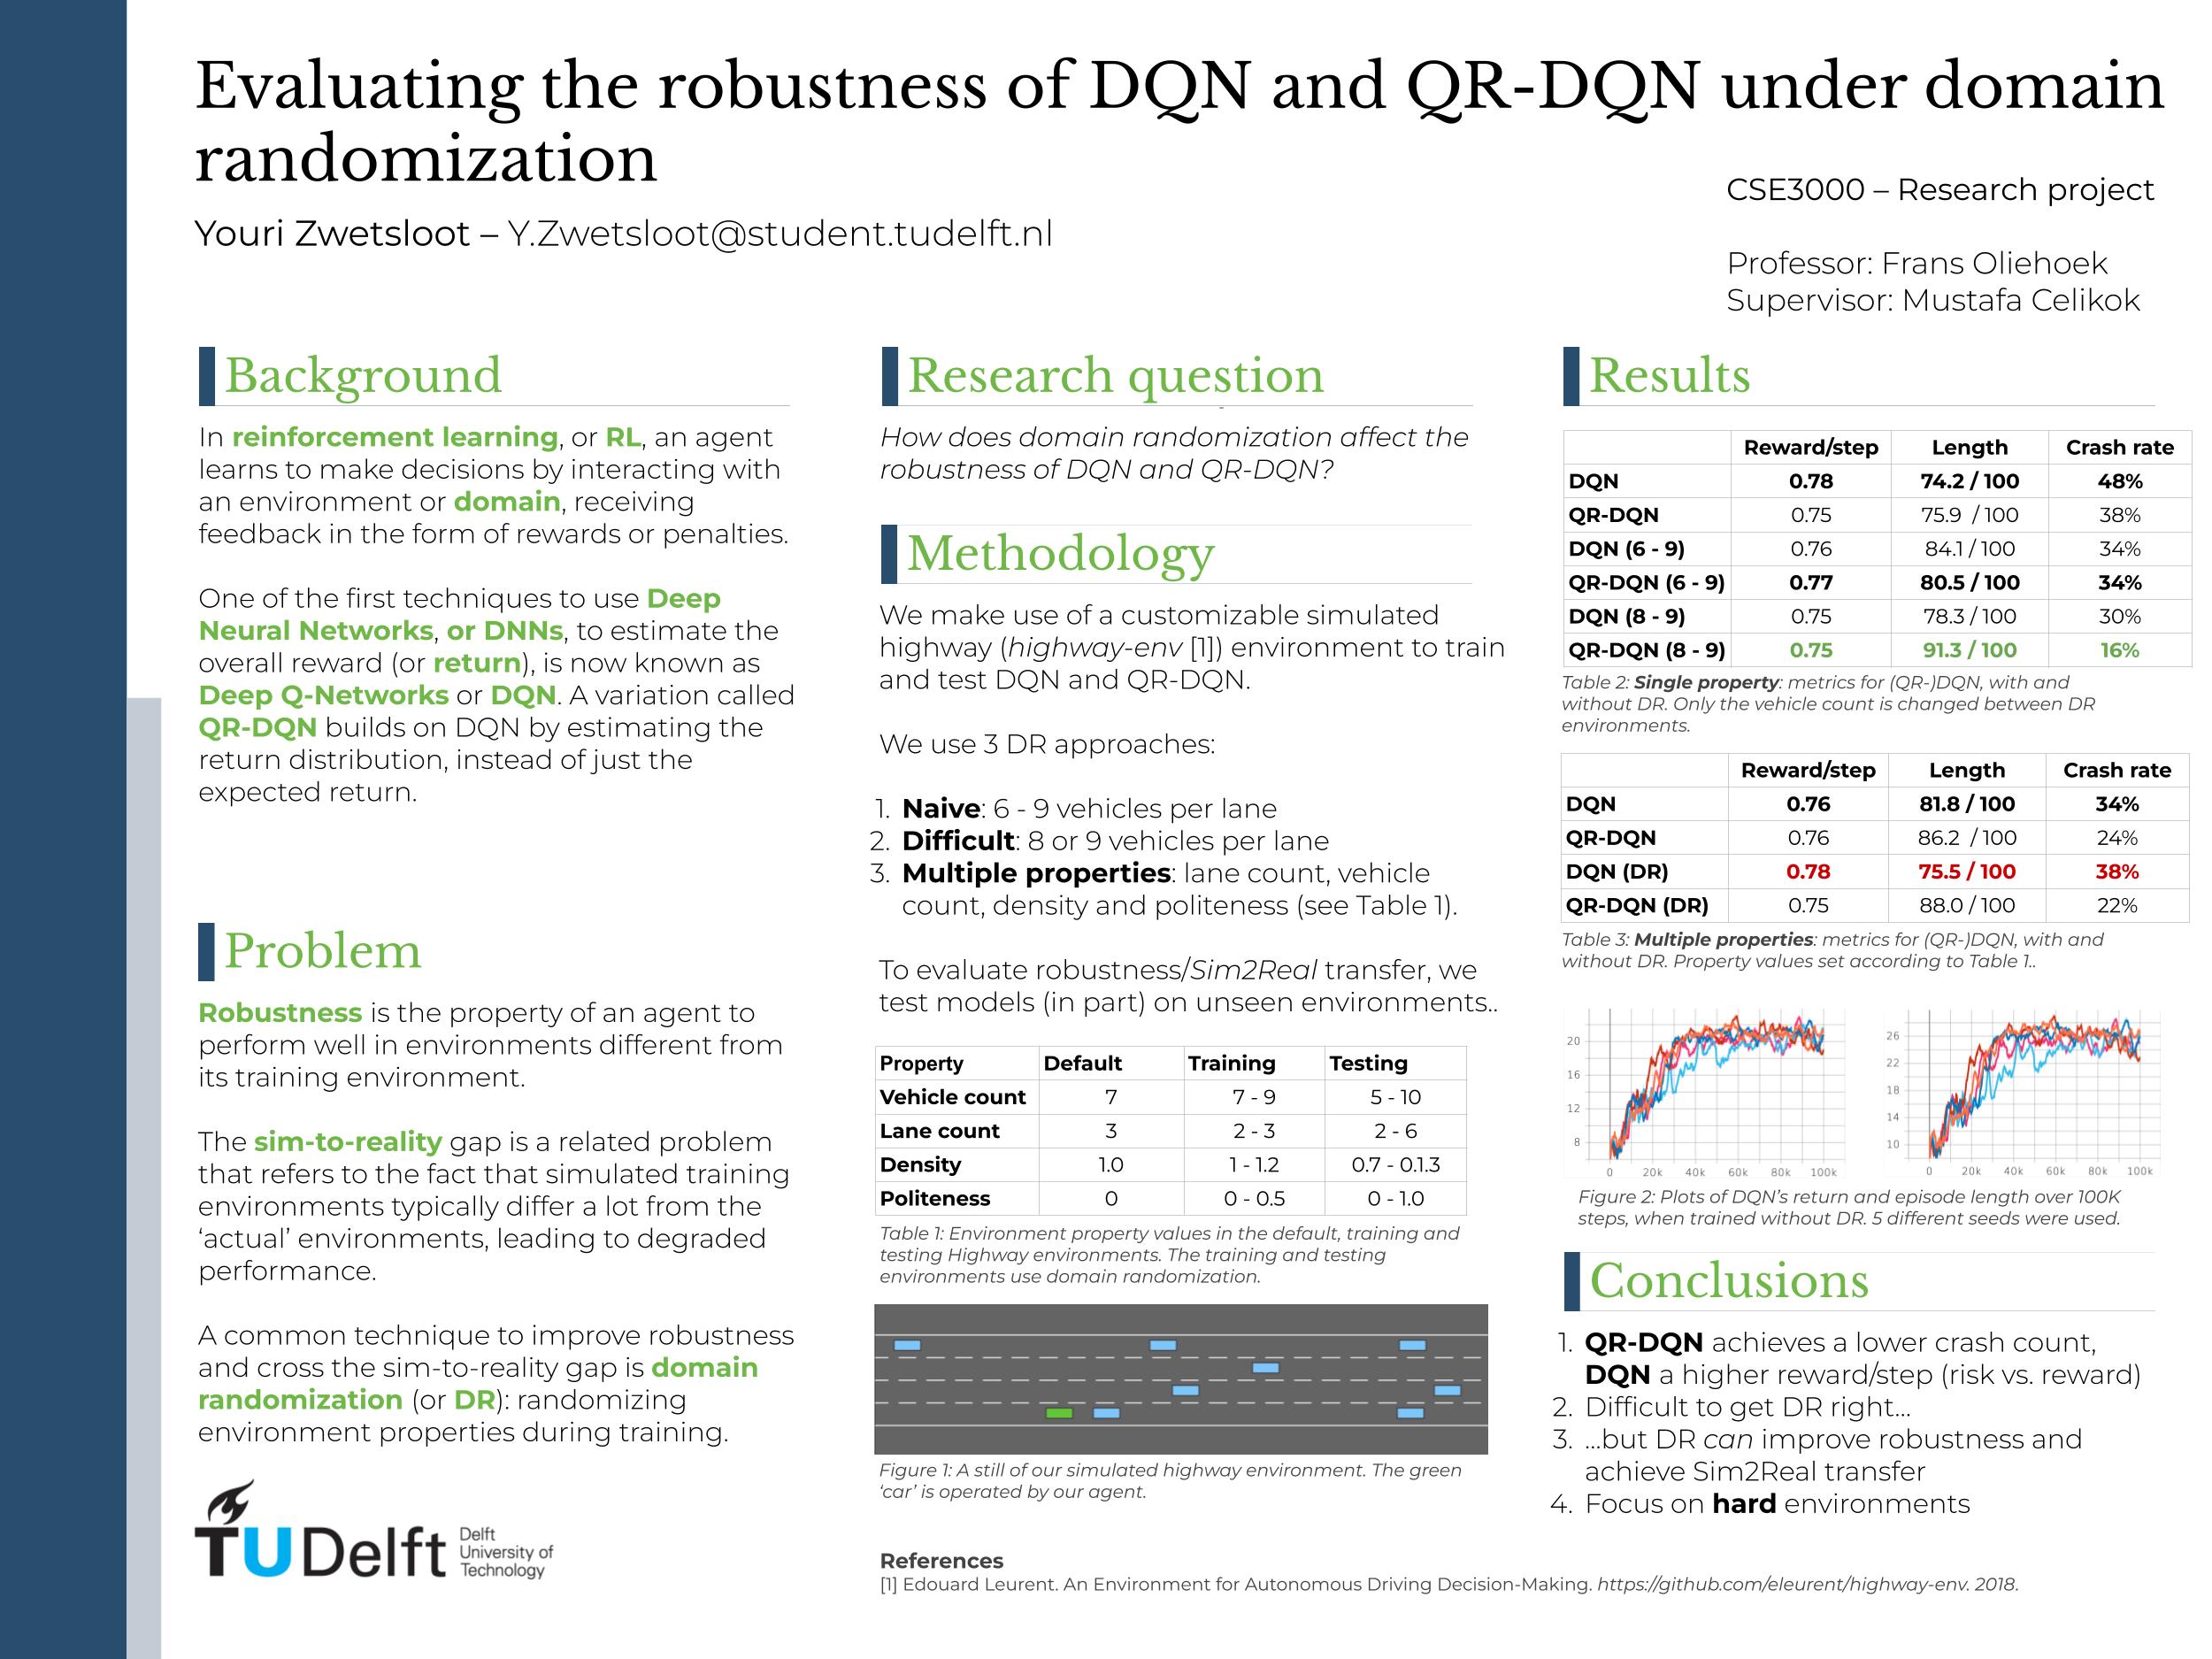 Evaluating the robustness of DQN and QR-DQN under domain
randomization
Youri Zwetsloot – Y.Zwetsloot@student.tudelft.nl
CSE3000 – Research project
Professor: Frans Oliehoek
Supervisor: Mustafa Celikok
Background
In reinforcement learning, or RL, an agent
learns to make decisions by interacting with
an environment or domain, receiving
feedback in the form of rewards or penalties.
One of the first techniques to use Deep
Neural Networks, or DNNs, to estimate the
overall reward (or return), is now known as
Deep Q-Networks or DQN. A variation called
QR-DQN builds on DQN by estimating the
return distribution, instead of just the
expected return.
Problem
Robustness is the property of an agent to
perform well in environments different from
its training environment.
The sim-to-reality gap is a related problem
that refers to the fact that simulated training
environments typically differ a lot from the
‘actual’ environments, leading to degraded
performance.
A common technique to improve robustness
and cross the sim-to-reality gap is domain
randomization (or DR): randomizing
environment properties during training.
TUDelft
Delft
University of
Technology
Research question
How does domain randomization affect the
robustness of DQN and QR-DQN?
Methodology
We make use of a customizable simulated
highway (highway-env [1]) environment to train
and test DQN and QR-DQN.
We use 3 DR approaches:
1. Naive: 6 - 9 vehicles per lane
2. Difficult: 8 or 9 vehicles per lane
3. Multiple properties: lane count, vehicle
count, density and politeness (see Table 1).
To evaluate robustness/Sim2Real transfer, we
test models (in part) on unseen environments..
Property Default Training Testing
Vehicle count 7 7 - 9 5 - 10
Lane count 3 2 - 3 2 - 6
Density 1.0 1 - 1.2 0.7 - 0.1.3
Politeness 0 0 - 0.5 0 - 1.0
Table 1: Environment property values in the default, training and
testing Highway environments. The training and testing
environments use domain randomization.
Figure 1: A still of our simulated highway environment. The green
‘car’ is operated by our agent.
References
[1] Edouard Leurent. An Environment for Autonomous Driving Decision-Making. https://github.com/eleurent/highway-env. 2018.
Results
Reward/step Length Crash rate
DQN 0.78 74.2 / 100 48%
QR-DQN 0.75 75.9 / 100 38%
DQN (6 - 9) 0.76 84.1 / 100 34%
QR-DQN (6 - 9) 0.77 80.5 / 100 34%
DQN (8 - 9) 0.75 78.3 / 100 30%
QR-DQN (8 - 9) 0.75 91.3 / 100 16%
Table 2: Single property: metrics for (QR-)DQN, with and
without DR. Only the vehicle count is changed between DR
environments.
Reward/step Length Crash rate
DQN 0.76 81.8 / 100 34%
QR-DQN 0.76 86.2 / 100 24%
DQN (DR) 0.78 75.5 / 100 38%
QR-DQN (DR) 0.75 88.0 / 100 22%
Table 3: Multiple properties: metrics for (QR-)DQN, with and
without DR. Property values set according to Table 1..
20
16
12
8
0 20k 40k 60k 80k 100k
26
22
18
14
10
0 20k 40k 60k 80k 100k
Figure 2: Plots of DQN’s return and episode length over 100K
steps, when trained without DR. 5 different seeds were used.
Conclusions
1. QR-DQN achieves a lower crash count,
DQN a higher reward/step (risk vs. reward)
2. Difficult to get DR right…
3. …but DR can improve robustness and
achieve Sim2Real transfer
4. Focus on hard environments